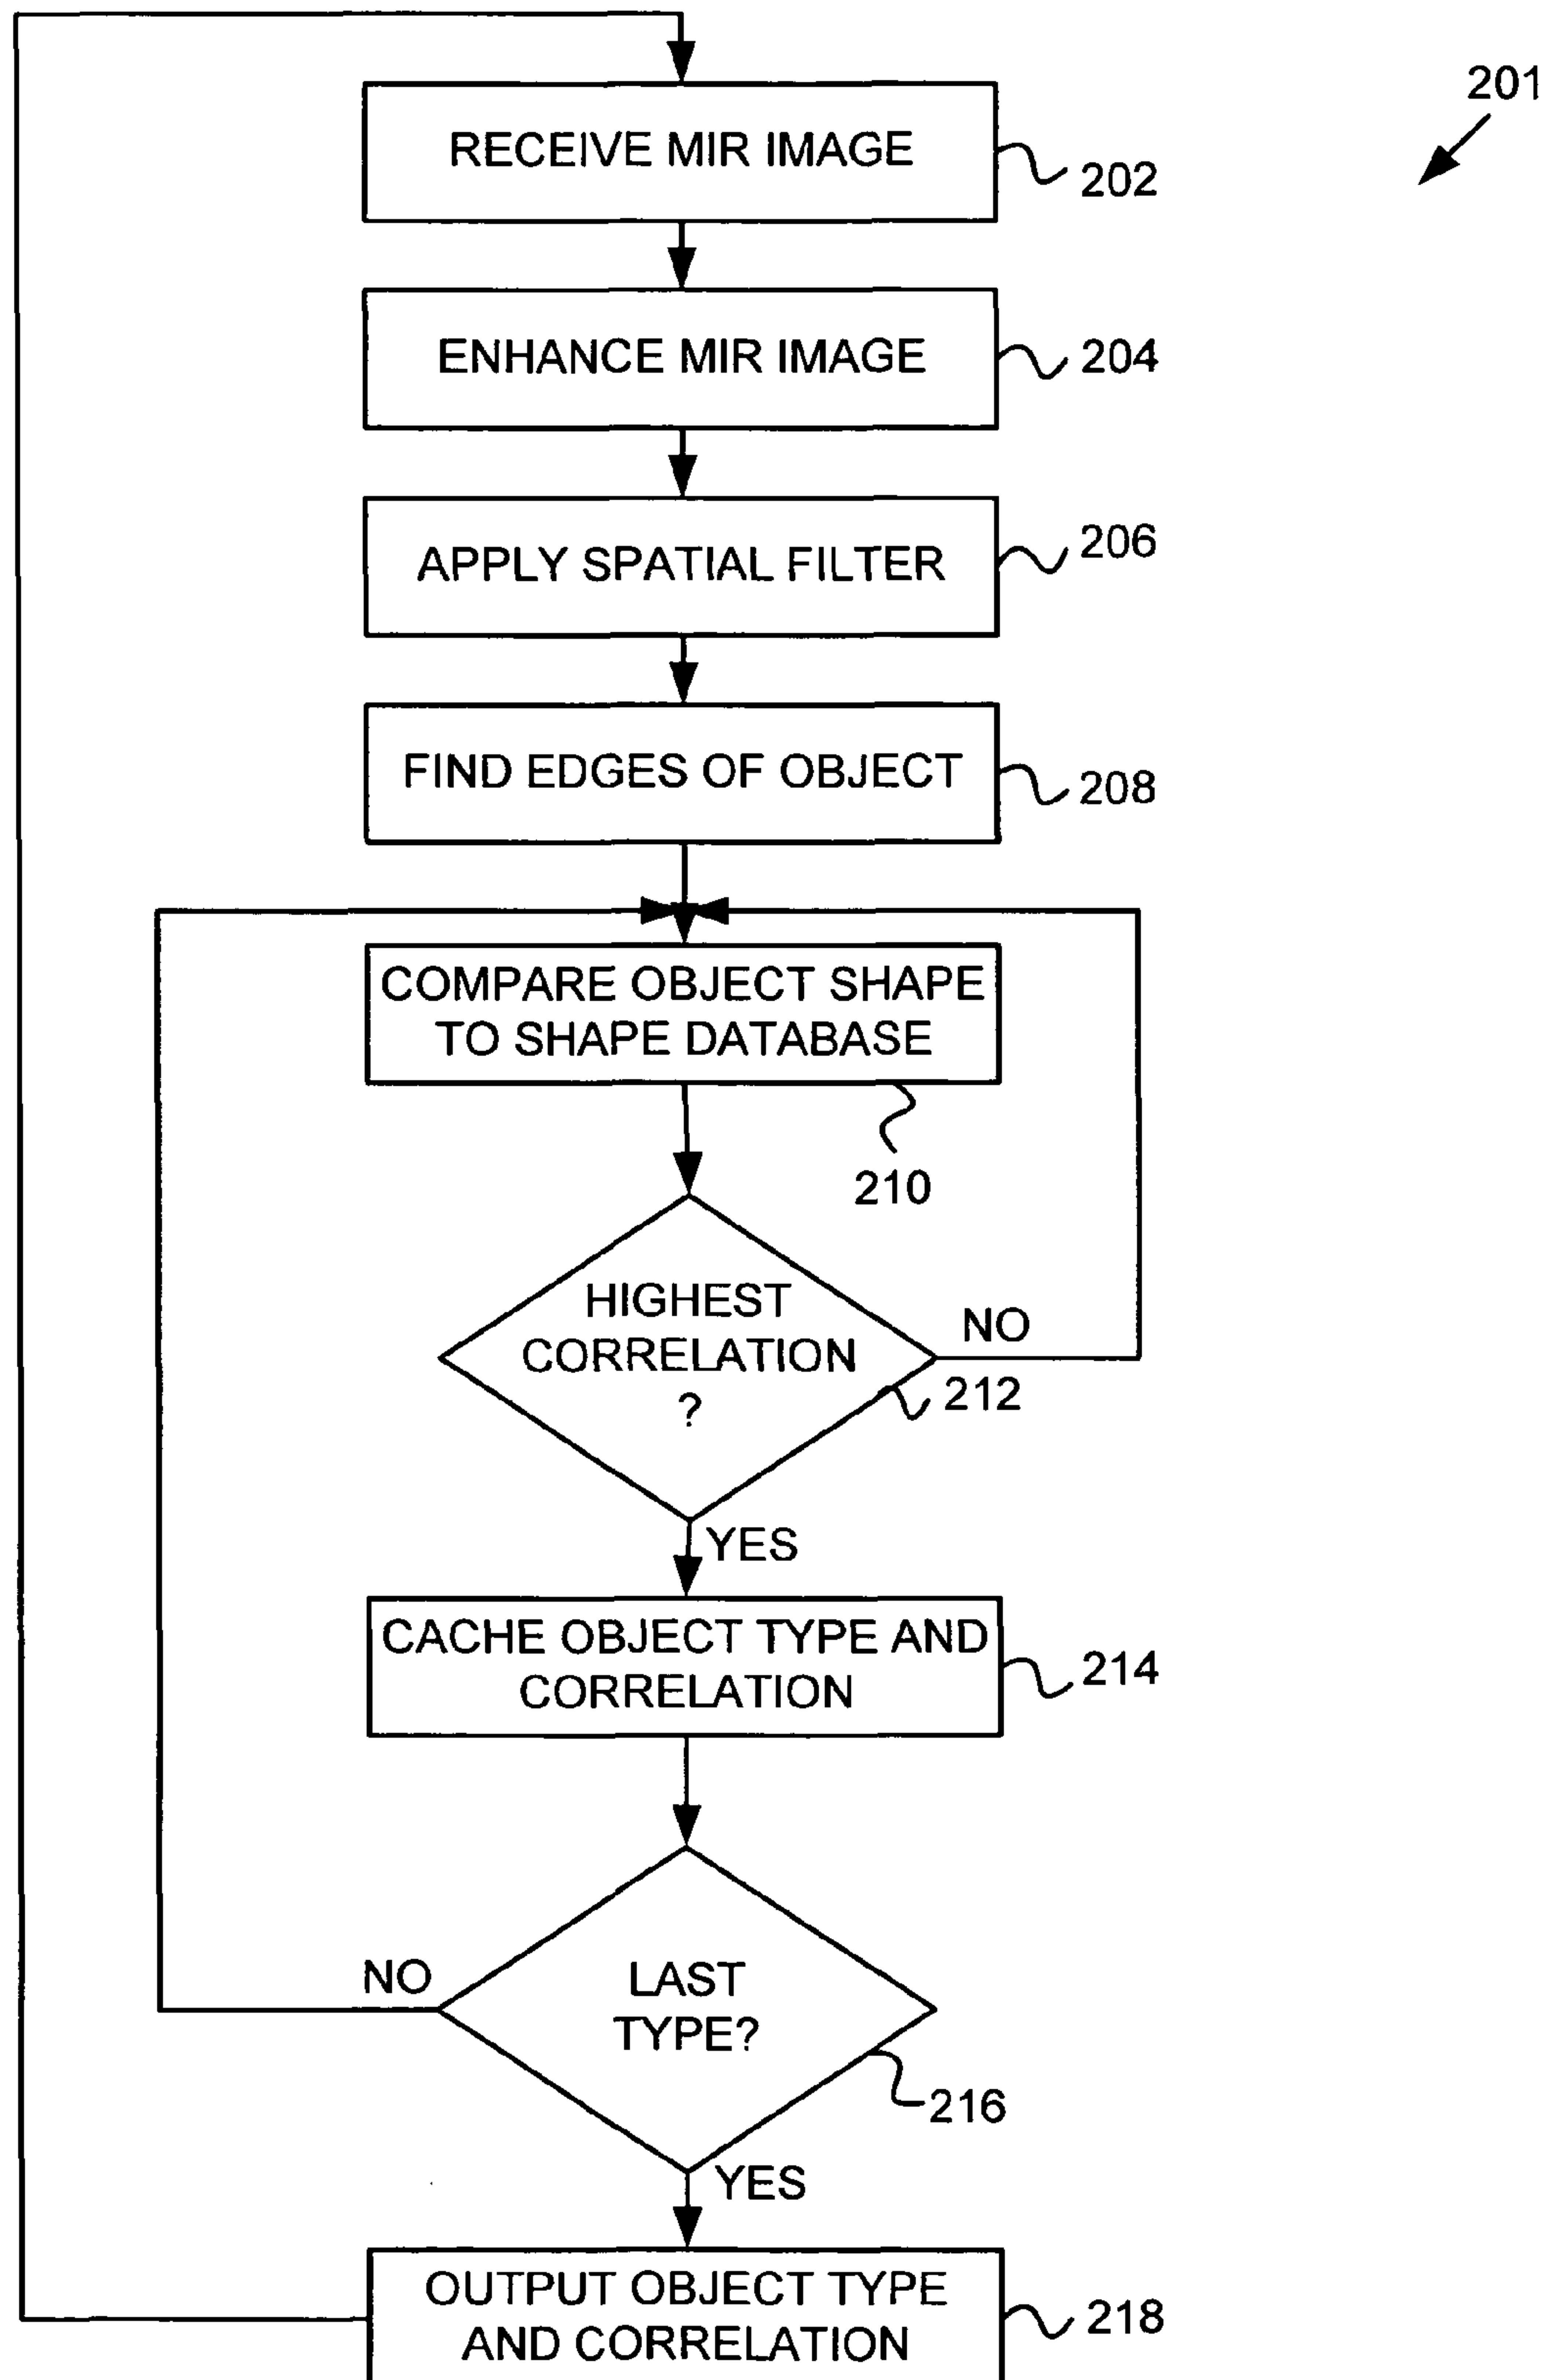 201
RECEIVE MIR IMAGE
202
ENHANCE MIR IMAGE
204
APPLY SPATIAL FILTER
206
FIND EDGES OF OBJECT
208
COMPARE OBJECT SHAPE
TO SHAPE DATABASE
210
HIGHEST
CORRELATION
?
NO
212
YES
CACHE OBJECT TYPE AND
CORRELATION
214
LAST
TYPE?
NO
216
YES
OUTPUT OBJECT TYPE
AND CORRELATION
218